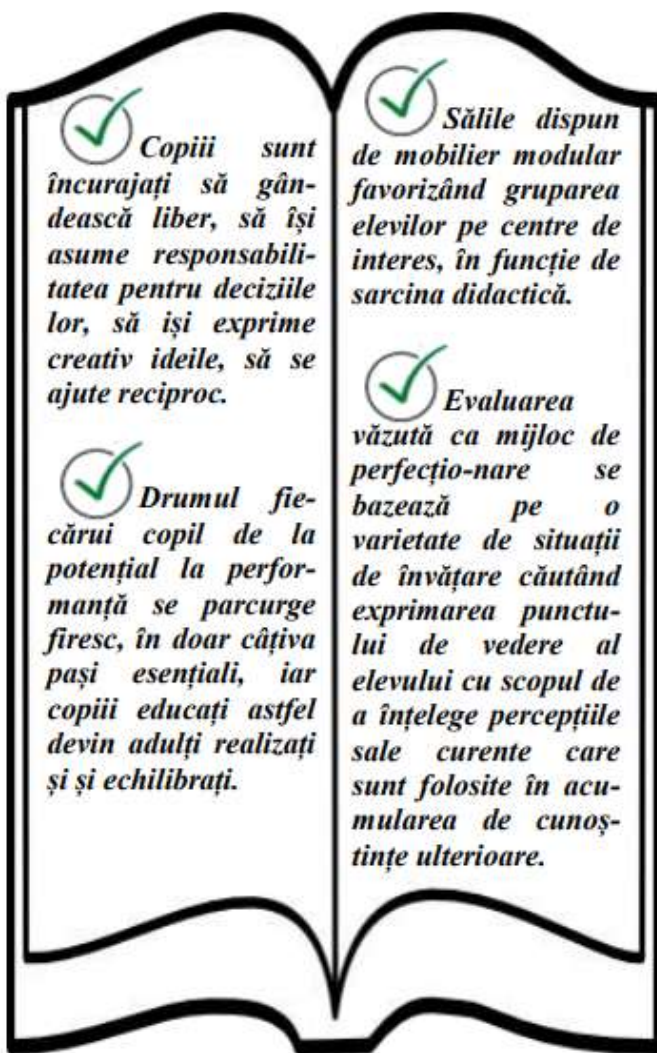 Copiii sunt
încurajați să gân-
dească liber, să își
asume responsabili-
tatea pentru deciziile
lor, să iși exprime
creativ ideile, să se
ajute reciproc.
Drumul fie-
cărui copil de la
potențial la perfor-
manță se parcurge
firesc, în doar câțiva
pași esențiali, iar
copiii educați astfel
devin adulți realizați
și și echilibrați.
Sălile dispun
de mobilier modular
favorizând gruparea
elevilor pe centre de
interes, în funcție de
sarcina didactică.
Evaluarea
văzută ca mijloc de
perfecțio-nare se
bazează pe o
varietate de situații
de învățare căutând
exprimarea punctu-
lui de vedere al
elevului cu scopul de
a înțelege percepțiile
sale curente care
sunt folosite în acu-
mularea de cunoș-
tințe ulterioare.